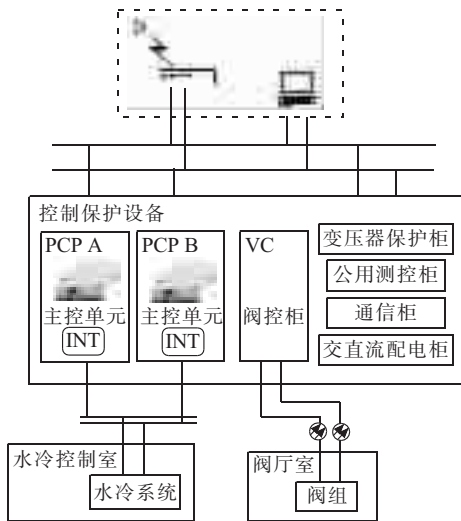 控制保护设备
PCP A
PCP B
VC
主控单元
主控单元
INT
INT
阀控柜
变压器保护柜
公用测控柜
通信柜
交直流配电柜
水冷控制室
水冷系统
阀厅室
阀组